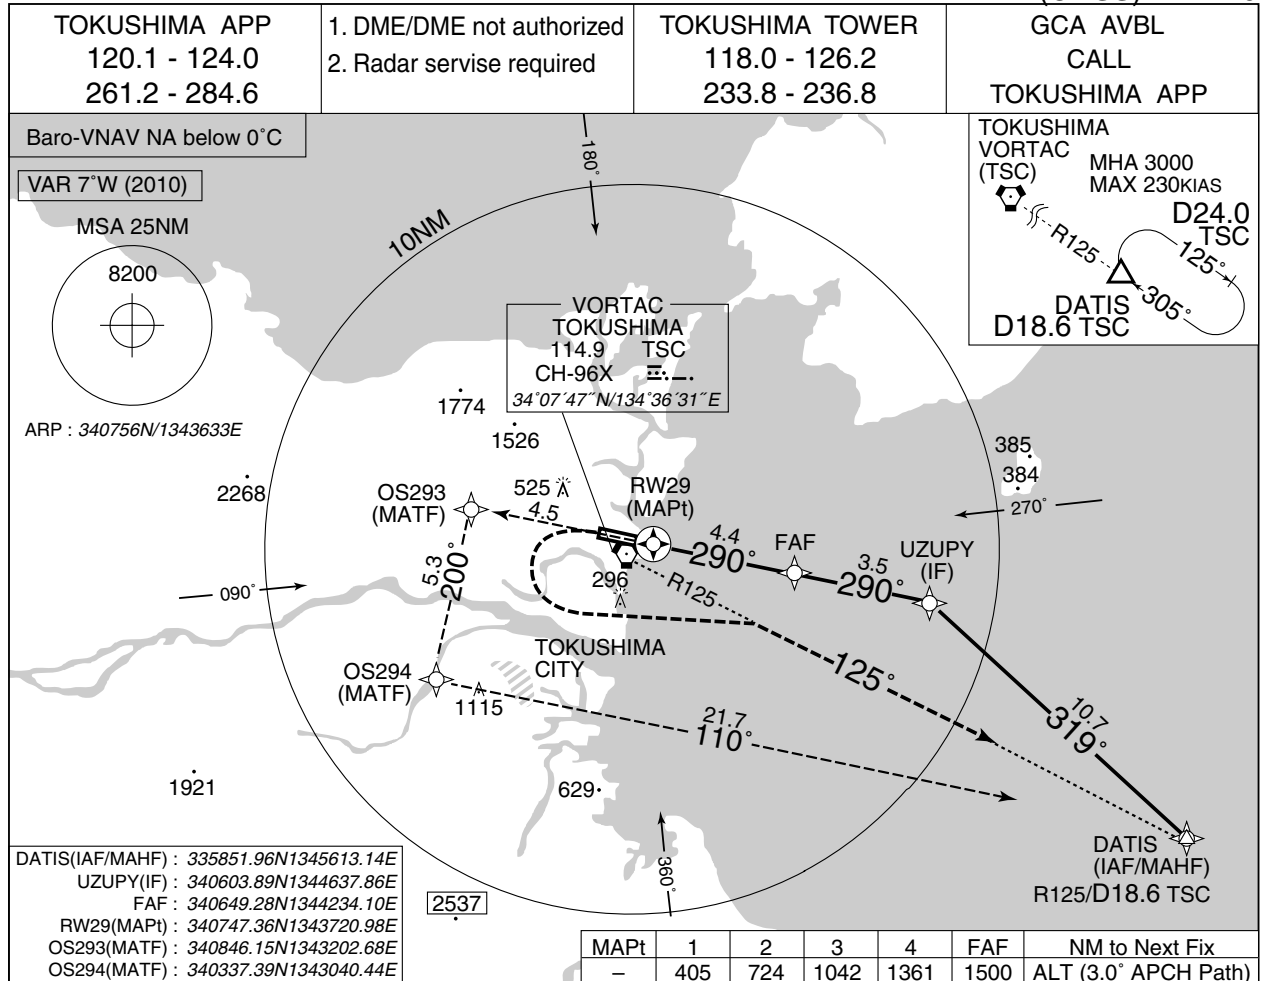 TOKUSHIMA APP
120.1 - 124.0
261.2 - 284.6
1. DME/DME not authorized
2. Radar servise required
TOKUSHIMA TOWER
118.0 - 126.2
233.8 - 236.8
GCA AVBL
CALL
TOKUSHIMA APP
Baro-VNAV NA below 0˚C
VAR 7˚W (2010)
MSA 25NM
8200
ARP : 340756N/1343633E
180˚
10NM
TOKUSHIMA
VORTAC
(TSC)
MHA 3000
MAX 230KIAS
D24.0
TSC
R125
125˚
305˚
DATIS
D18.6 TSC
VORTAC
TOKUSHIMA
114.9 TSC
CH-96X
34˚07´47˝N/134˚36´31˝E
1774
1526
2268
385
384
270˚
OS293
(MATF)
525
4.5
RW29
(MAPt)
4.4
290˚
FAF
3.5
290˚
UZUPY
(IF)
5.3
200˚
090˚
296
R125
TOKUSHIMA
CITY
OS294
(MATF)
1115
125˚
21.7
110˚
10.7
319˚
1921
629
360˚
DATIS
(IAF/MAHF)
R125/D18.6 TSC
2537
DATIS(IAF/MAHF) : 335851.96N1345613.14E
UZUPY(IF) : 340603.89N1344637.86E
FAF : 340649.28N1344234.10E
RW29(MAPt) : 340747.36N1343720.98E
OS293(MATF) : 340846.15N1343202.68E
OS294(MATF) : 340337.39N1343040.44E
MAPt 1 2 3 4 FAF NM to Next Fix
– 405 724 1042 1361 1500 ALT (3.0˚ APCH Path)